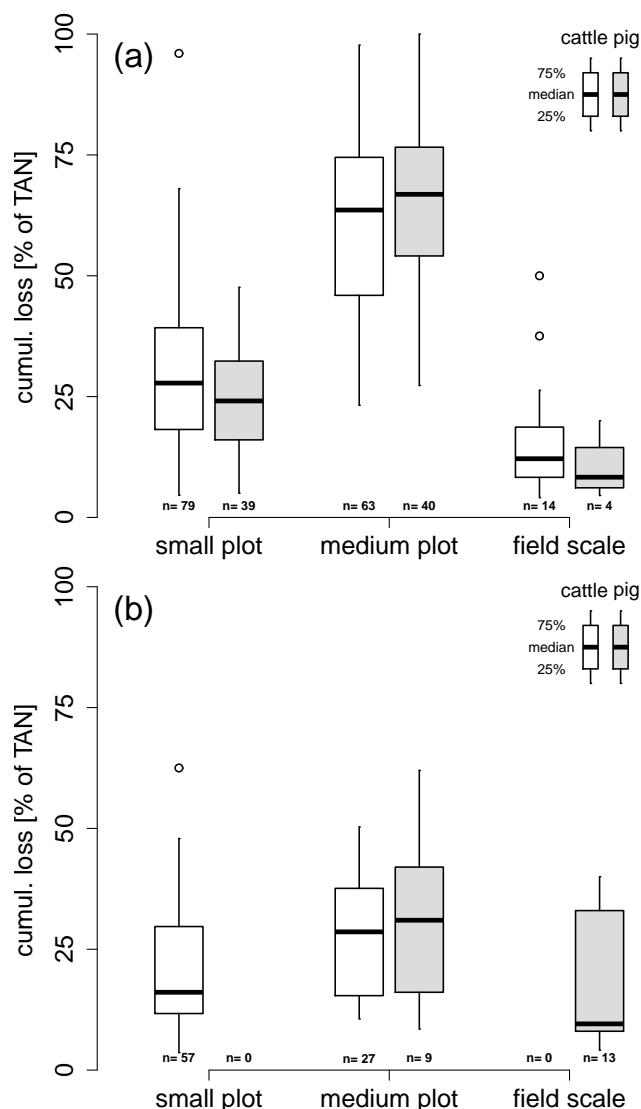 (a)
cattle pig
75%
median
25%
100
75
50
25
0
cumul. loss [% of TAN]
n= 79 n= 39 n= 63 n= 40 n= 14 n= 4
small plot medium plot field scale
(b)
cattle pig
75%
median
25%
100
75
50
25
0
cumul. loss [% of TAN]
n= 57 n= 0 n= 27 n= 9 n= 0 n= 13
small plot medium plot field scale